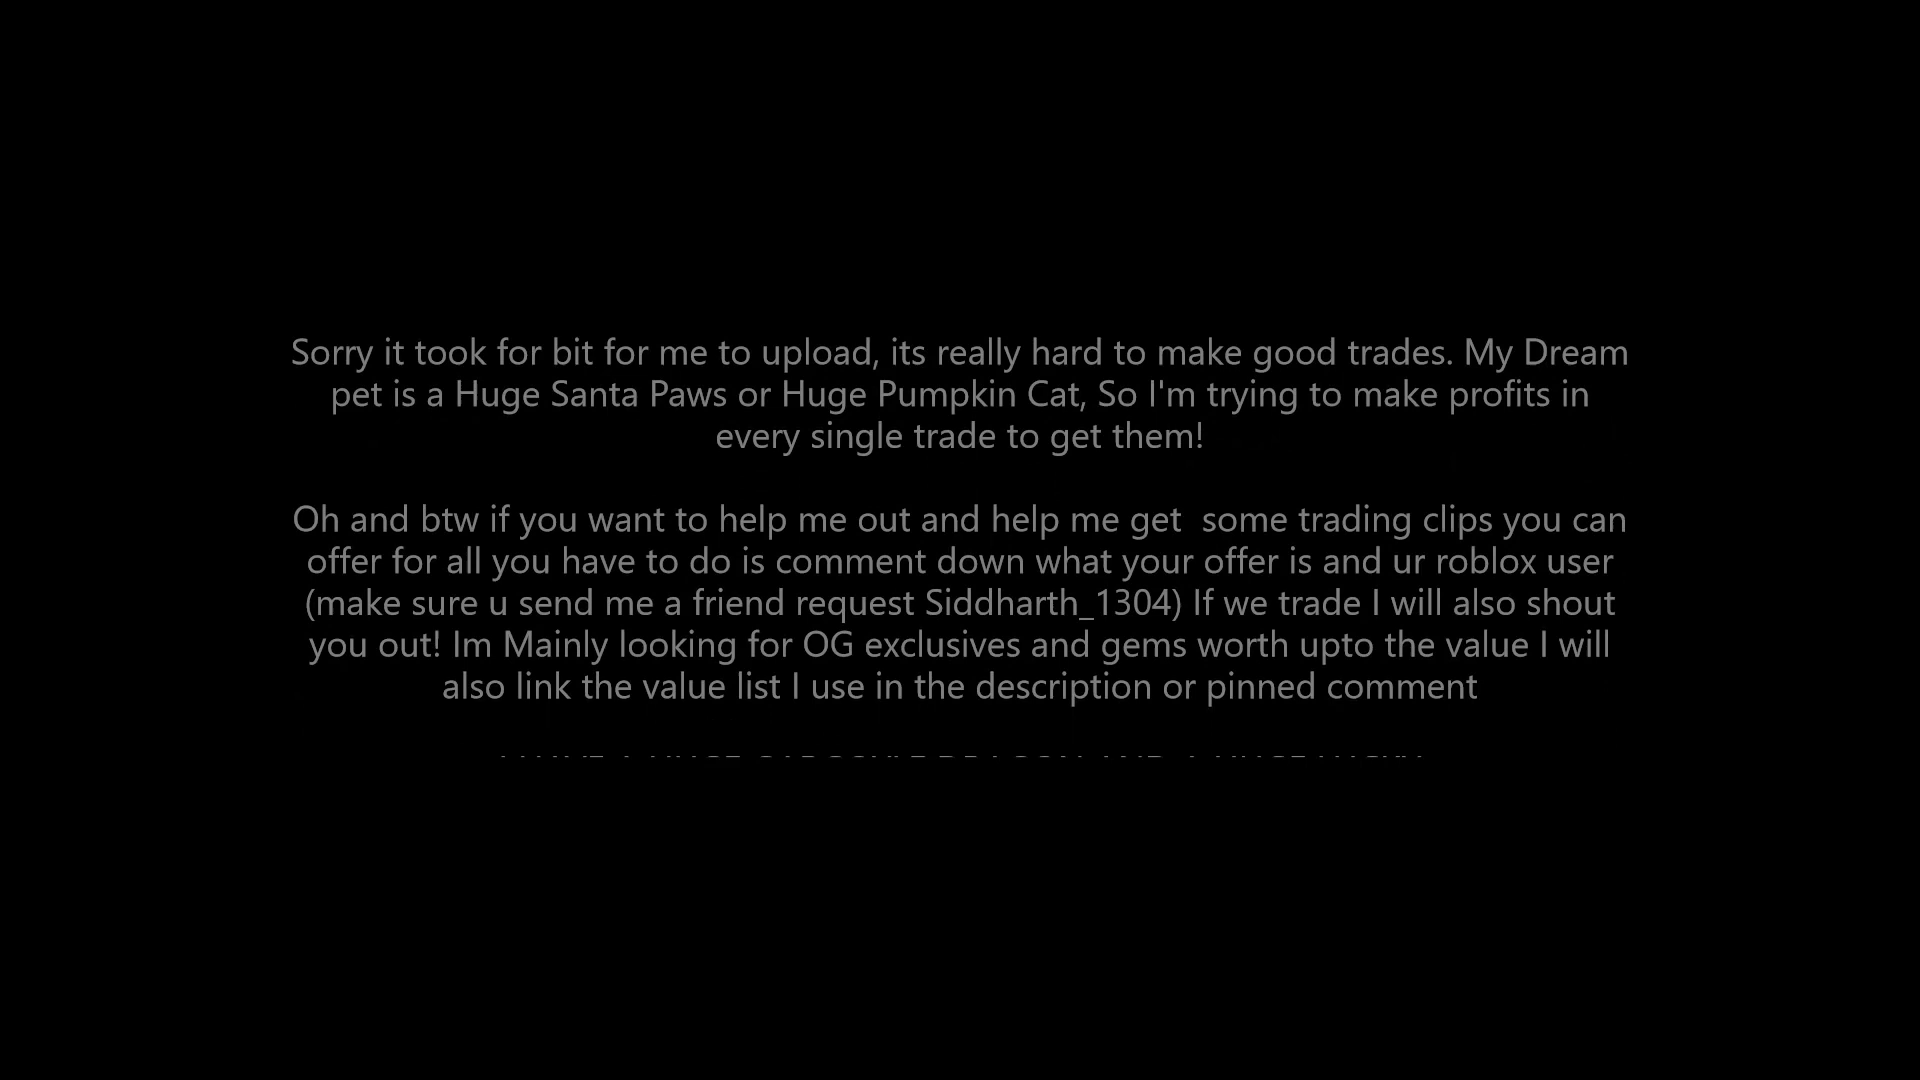 Sorry it took for bit for me to upload, its really hard to make good trades. My Dream
pet is a Huge Santa Paws or Huge Pumpkin Cat, So I'm trying to make profits in
every single trade to get them!
Oh and btw if you want to help me out and help me get  some trading clips you can
offer for all you have to do is comment down what your offer is and ur roblox user
(make sure u send me a friend request Siddharth_1304) If we trade I will also shout
you out! Im Mainly looking for OG exclusives and gems worth upto the value I will
also link the value list I use in the description or pinned comment